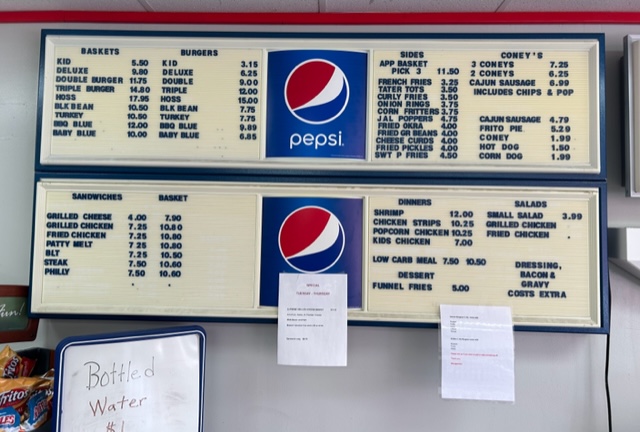 BASKETS BURGERS
KID 5.50 KID 3.15
DELUXE 9.80 DELUXE 6.25
DOUBLE BURGER 11.75 DOUBLE 9.00
TRIPLE BURGER 14.80 TRIPLE 12.00
HOSS 17.95 HOSS 15.00
BLK BEAN 10.50 BLK BEAN 7.75
TURKEY 10.50 TURKEY 7.75
BBQ BLUE 12.00 BBQ BLUE 9.89
BABY BLUE 10.00 BABY BLUE 6.85
pepsi
SIDES
APP BASKET
PICK 3 11.50
FRENCH FRIES 3.25
TATER TOTS 3.50
CURLY FRIES 3.50
ONION RINGS 3.75
CORN FRITTERS 3.75
JAL POPPERS 4.75
FRIED OKRA 4.00
FRIED GR BEANS 4.00
CHEESE CURDS 4.00
FRIED PICKLES 4.00
SWT P FRIES 4.50
CONEY'S
3 CONEYS 7.25
2 CONEYS 6.25
CAJUN SAUSAGE 6.99
INCLUDES CHIPS & POP
CAJUN SAUSAGE 4.79
FRITO PIE 5.29
CONEY 1.99
HOT DOG 1.50
CORN DOG 1.99
SANDWICHES BASKET
GRILLED CHEESE 4.00 7.90
GRILLED CHICKEN 7.25 10.80
FRIED CHICKEN 7.25 10.80
PATTY MELT 7.25 10.80
BLT 7.25 10.50
STEAK 7.50 10.60
PHILLY 7.50 10.60
DINNERS
SHRIMP 12.00
CHICKEN STRIPS 10.25
POPCORN CHICKEN 10.25
KIDS CHICKEN 7.00
LOW CARB MEAL 7.50 10.50
DESSERT
FUNNEL FRIES 5.00
SALADS
SMALL SALAD 3.99
GRILLED CHICKEN
FRIED CHICKEN
DRESSING,
BACON &
GRAVY
COSTS EXTRA
Bottled
Water
$1